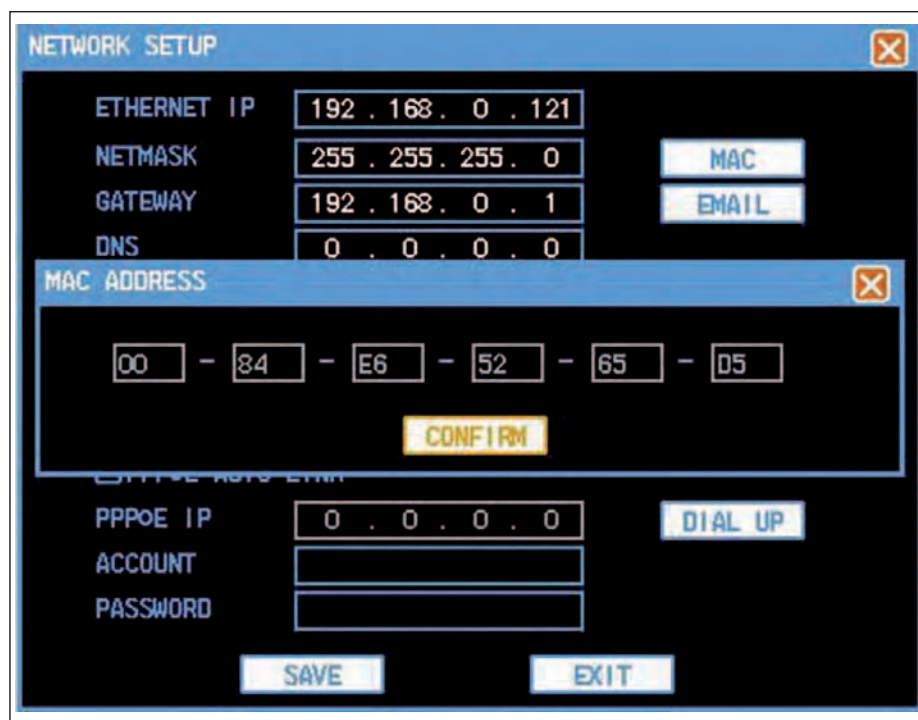 NETWORK SETUP
ETHERNET IP 192 . 168 . 0 . 121
NETMASK 255 . 255 . 255 . 0 MAC
GATEWAY 192 . 168 . 0 . 1 EMAIL
DNS 0 . 0 . 0 . 0
MAC ADDRESS
00 - 84 - E6 - 52 - 65 - D5
CONFIRM
PPPOE IP 0 . 0 . 0 . 0 DIAL UP
ACCOUNT
PASSWORD
SAVE EXIT